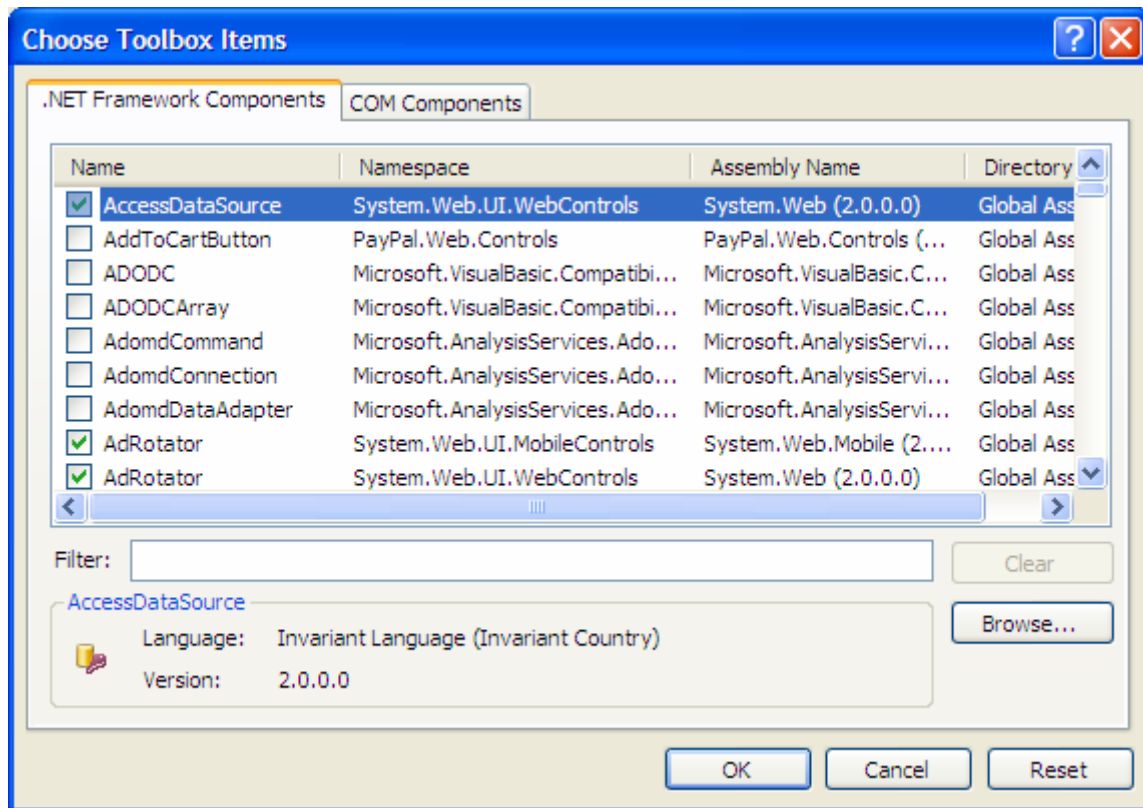 Choose Toolbox Items
.NET Framework Components COM Components
Name Namespace Assembly Name Directory
AccessDataSource System.Web.UI.WebControls System.Web (2.0.0.0) Global Ass
AddToCartButton PayPal.Web.Controls PayPal.Web.Controls (... Global Ass
ADODC Microsoft.VisualBasic.Compatibi... Microsoft.VisualBasic.C... Global Ass
ADODCArray Microsoft.VisualBasic.Compatibi... Microsoft.VisualBasic.C... Global Ass
AdomdCommand Microsoft.AnalysisServices.Ado... Microsoft.AnalysisServi... Global Ass
AdomdConnection Microsoft.AnalysisServices.Ado... Microsoft.AnalysisServi... Global Ass
AdomdDataAdapter Microsoft.AnalysisServices.Ado... Microsoft.AnalysisServi... Global Ass
AdRotator System.Web.UI.MobileControls System.Web.Mobile (2.... Global Ass
AdRotator System.Web.UI.WebControls System.Web (2.0.0.0) Global Ass
Filter: Clear
AccessDataSource
Language: Invariant Language (Invariant Country) Browse...
Version: 2.0.0.0
OK Cancel Reset